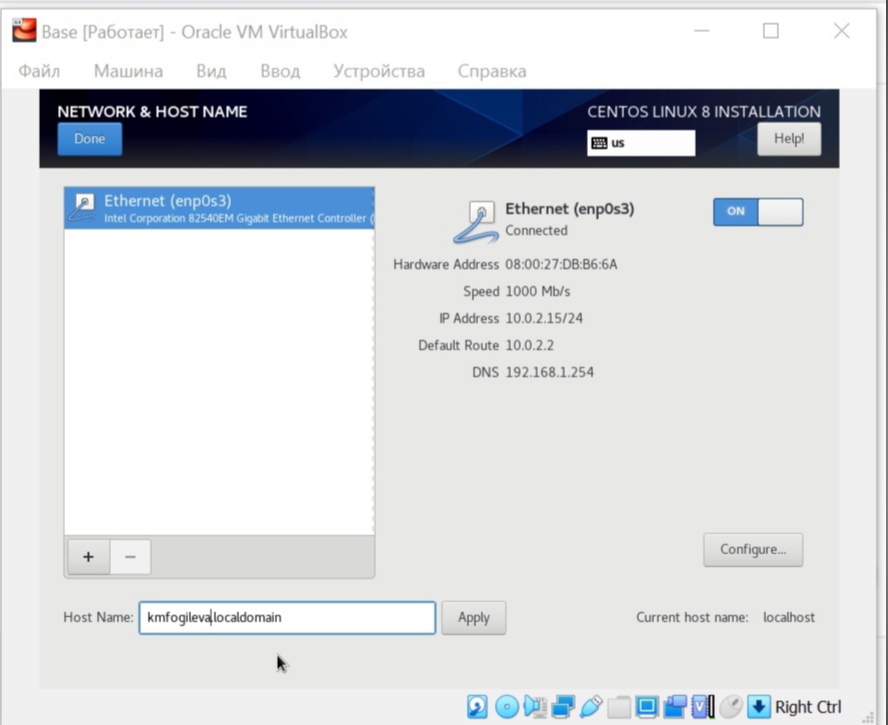 Base [Работает] - Oracle VM VirtualBox
Файл Машина Вид Ввод Устройства Справка
NETWORK & HOST NAME
CENTOS LINUX 8 INSTALLATION
Done
us
Help!
Ethernet (enp0s3)
Intel Corporation 82540EM Gigabit Ethernet Controller (
Ethernet (enp0s3)
Connected
ON
Hardware Address 08:00:27:DB:B6:6A
Speed 1000 Mb/s
IP Address 10.0.2.15/24
Default Route 10.0.2.2
DNS 192.168.1.254
+ −
Configure...
Host Name: kmfogileva.localdomain Apply Current host name: localhost
Right Ctrl